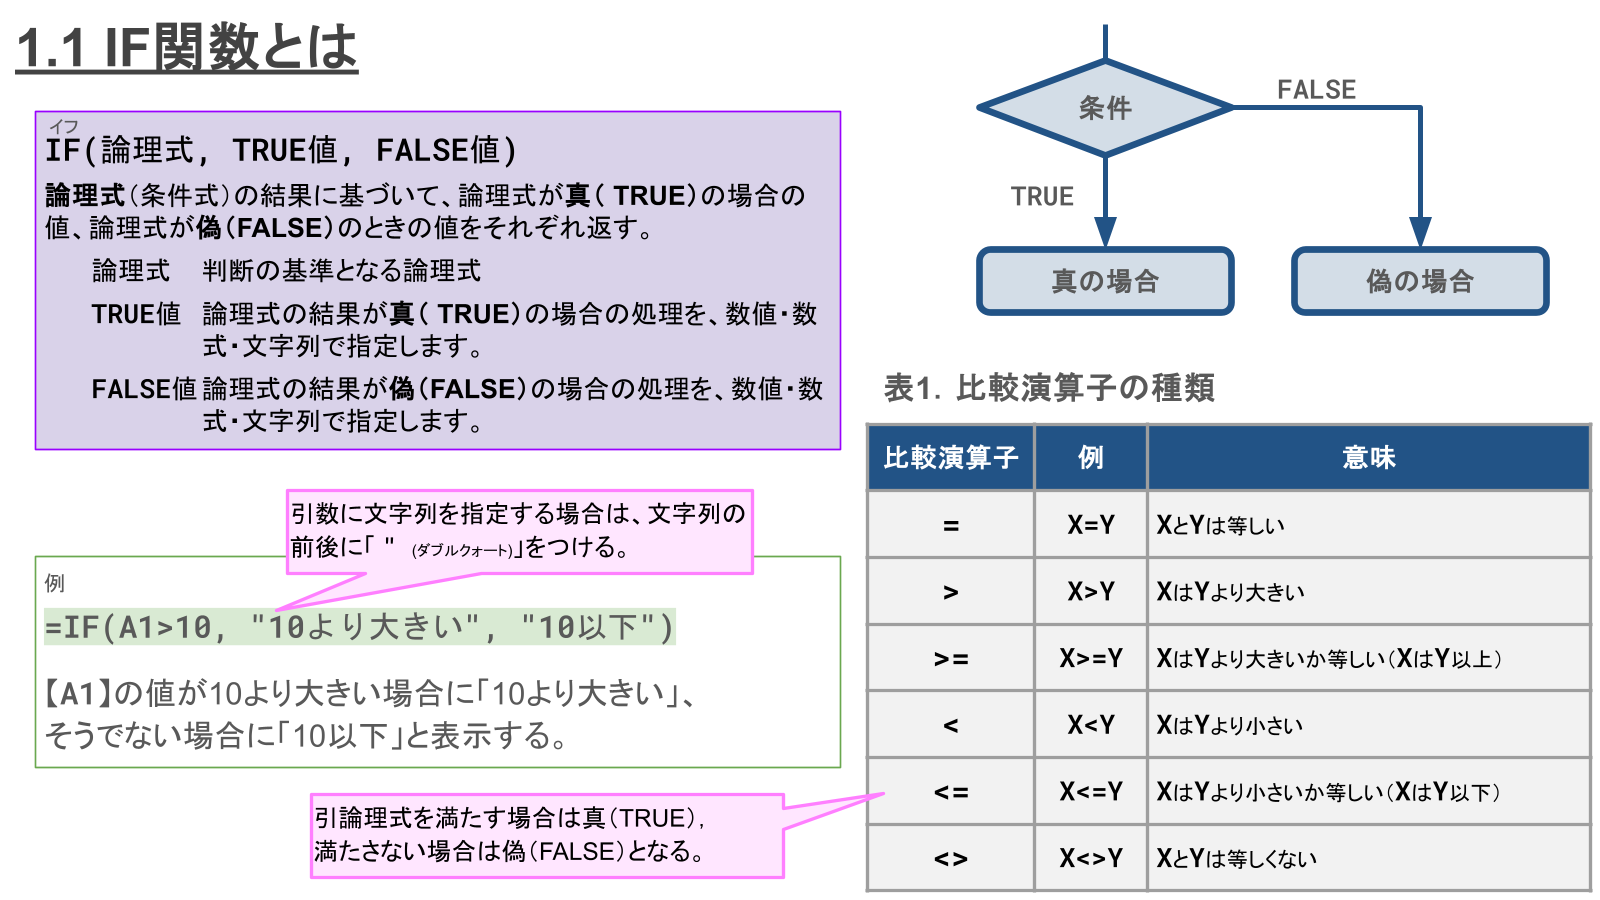 1.1 IF関数とは
イフ
IF(論理式, TRUE値, FALSE値)
論理式（条件式）の結果に基づいて、論理式が真（ TRUE）の場合の
値、論理式が偽（FALSE）のときの値をそれぞれ返す。
論理式 判断の基準となる論理式
TRUE値 論理式の結果が真（ TRUE）の場合の処理を、数値・数
式・文字列で指定します。
FALSE値 論理式の結果が偽（FALSE）の場合の処理を、数値・数
式・文字列で指定します。
引数に文字列を指定する場合は、文字列の
前後に「 " (ダブルクォート)」をつける。
例
=IF(A1>10, "10より大きい", "10以下")
【A1】の値が10より大きい場合に「10より大きい」、
そうでない場合に「10以下」と表示する。
引論理式を満たす場合は真（TRUE），
満たさない場合は偽（FALSE）となる。
条件
FALSE
TRUE
真の場合
偽の場合
表1. 比較演算子の種類
比較演算子 例 意味
= X=Y XとYは等しい
> X>Y XはYより大きい
>= X>=Y XはYより大きいか等しい（XはY以上）
< X<Y XはYより小さい
<= X<=Y XはYより小さいか等しい（XはY以下）
<> X<>Y XとYは等しくない